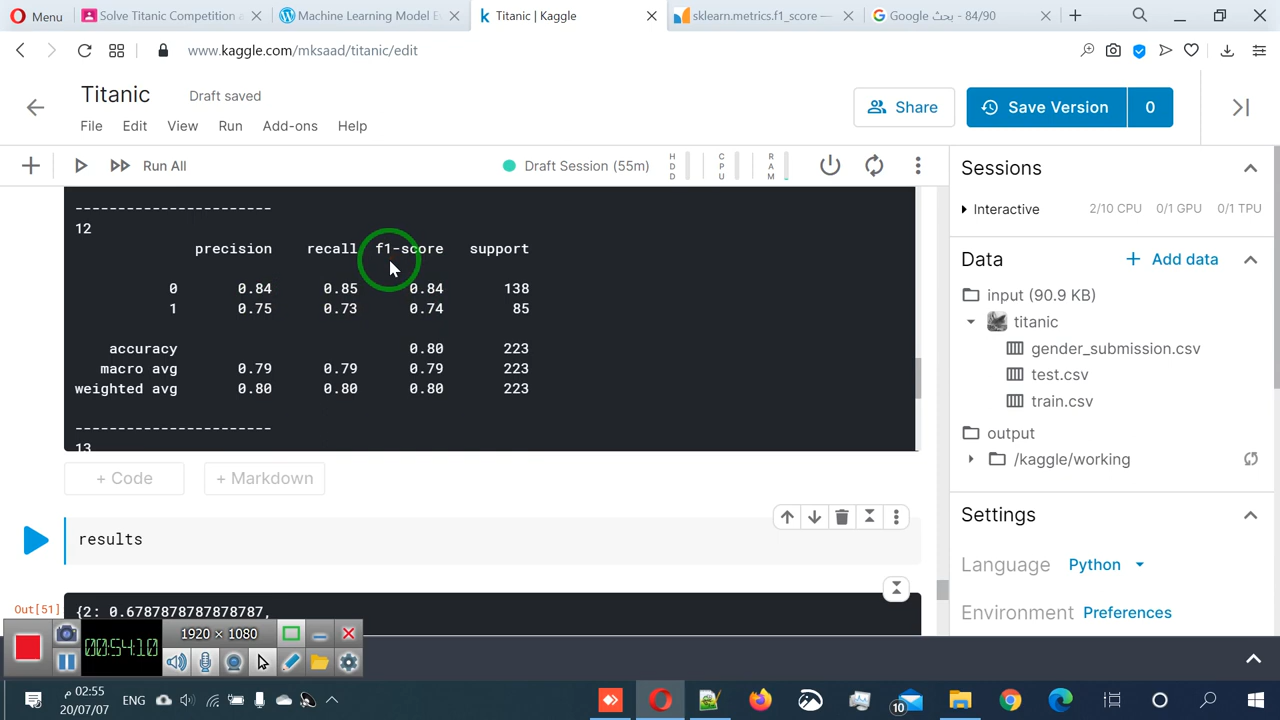 Menu
Solve Titanic Competition
Machine Learning Model E
Titanic | Kaggle
sklearn.metrics.f1_score —
84/90 - بحث Google
www.kaggle.com/mksaad/titanic/edit
Titanic
Draft saved
Share
Save Version
0
File
Edit
View
Run
Add-ons
Help
Run All
Draft Session (55m)
HDD
CPU
RAM
Sessions
Interactive
2/10 CPU
0/1 GPU
0/1 TPU
Data
+ Add data
input (90.9 KB)
titanic
gender_submission.csv
test.csv
train.csv
output
/kaggle/working
Settings
Language
Python
Environment
Preferences
-----------------------
12
precision recall f1-score support
0 0.84 0.85 0.84 138
1 0.75 0.73 0.74 85
accuracy 0.80 223
macro avg 0.79 0.79 0.79 223
weighted avg 0.80 0.80 0.80 223
-----------------------
13
+ Code
+ Markdown
results
Out[51]
{2: 0.6787878787878787,
00:54:10
1920 × 1080
02:55 م
20/07/07
ENG
10